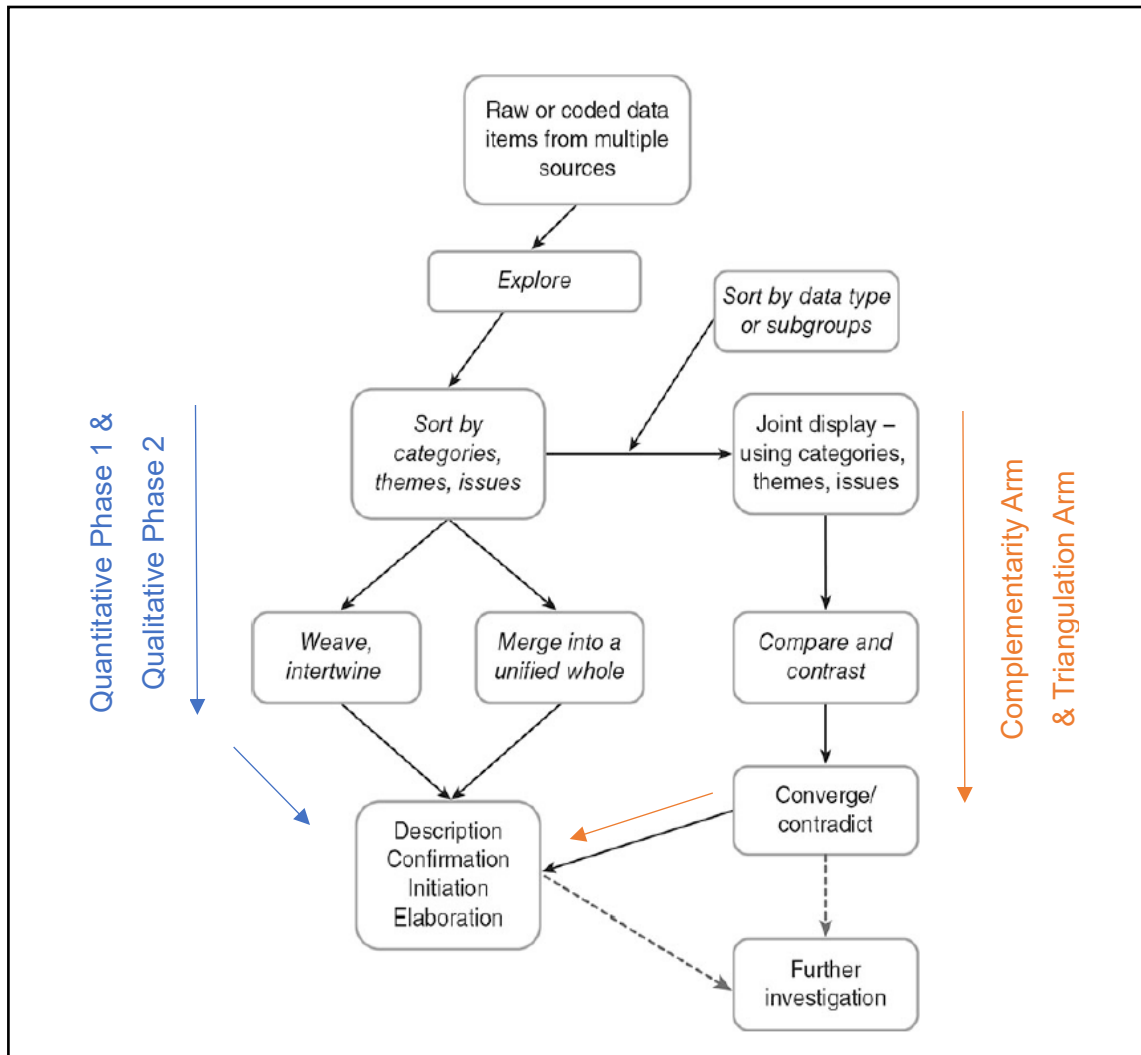 Raw or coded data
items from multiple
sources
Explore
Sort by data type
or subgroups
Sort by
categories,
themes, issues
Joint display –
using categories,
themes, issues
Quantitative Phase 1 &
Qualitative Phase 2
Complementarity Arm
& Triangulation Arm
Weave,
intertwine
Merge into a
unified whole
Compare and
contrast
Description
Confirmation
Initiation
Elaboration
Converge/
contradict
Further
investigation